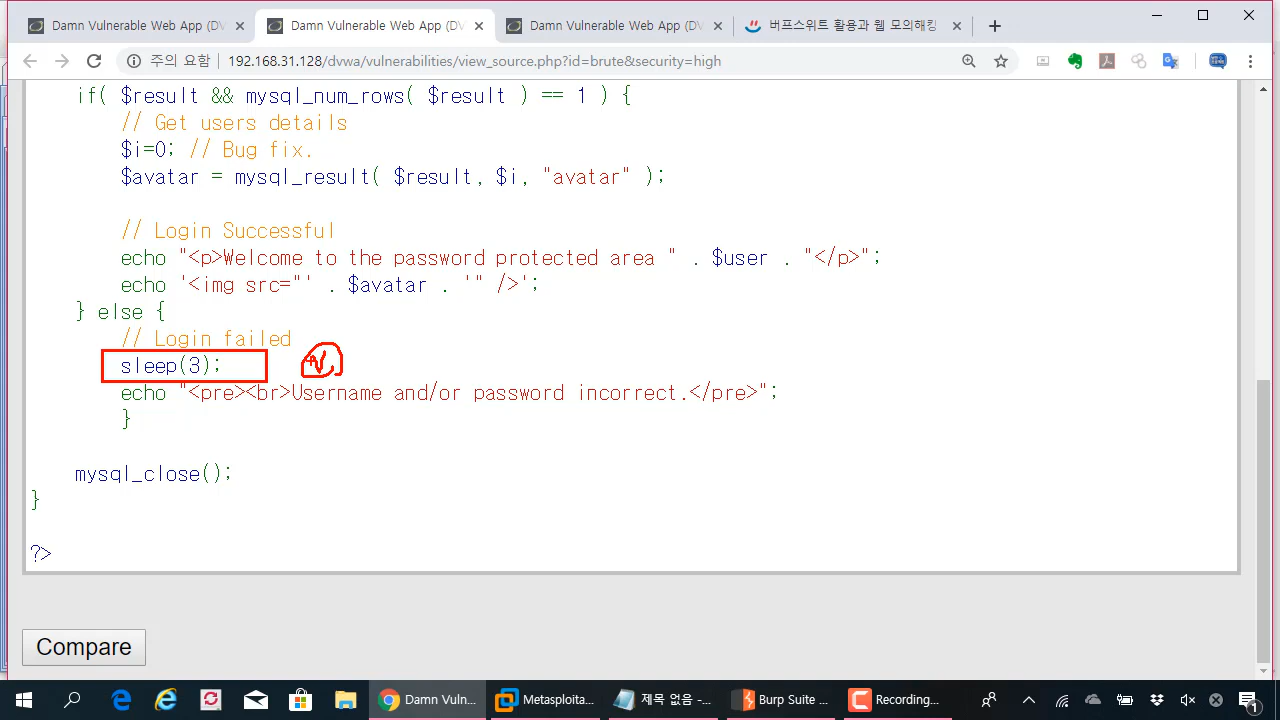 Damn Vulnerable Web App (DV
Damn Vulnerable Web App (DV
Damn Vulnerable Web App (DV
버프스위트 활용과 웹 모의해킹
주의 요함
192.168.31.128/dvwa/vulnerabilities/view_source.php?id=brute&security=high
if( $result && mysql_num_rows( $result ) == 1 ) {
// Get users details
$i=0; // Bug fix.
$avatar = mysql_result( $result, $i, "avatar" );
// Login Successful
echo "<p>Welcome to the password protected area " . $user . "</p>";
echo '<img src="' . $avatar . '" />';
} else {
// Login failed
sleep(3);
echo "<pre><br>Username and/or password incorrect.</pre>";
}
mysql_close();
}
?>
Compare
Damn Vuln...
Metasploita...
제목 없음 -...
Burp Suite ...
Recording...
1